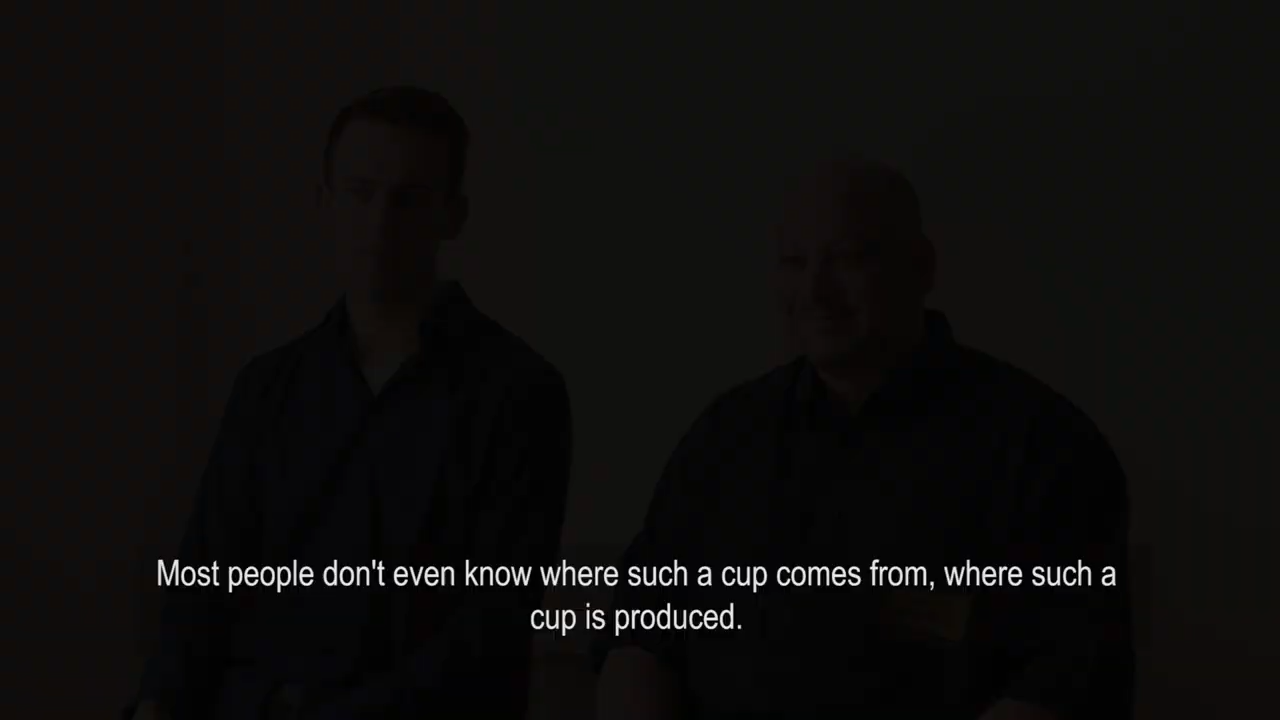 Most people don't even know where such a cup comes from, where such a
cup is produced.